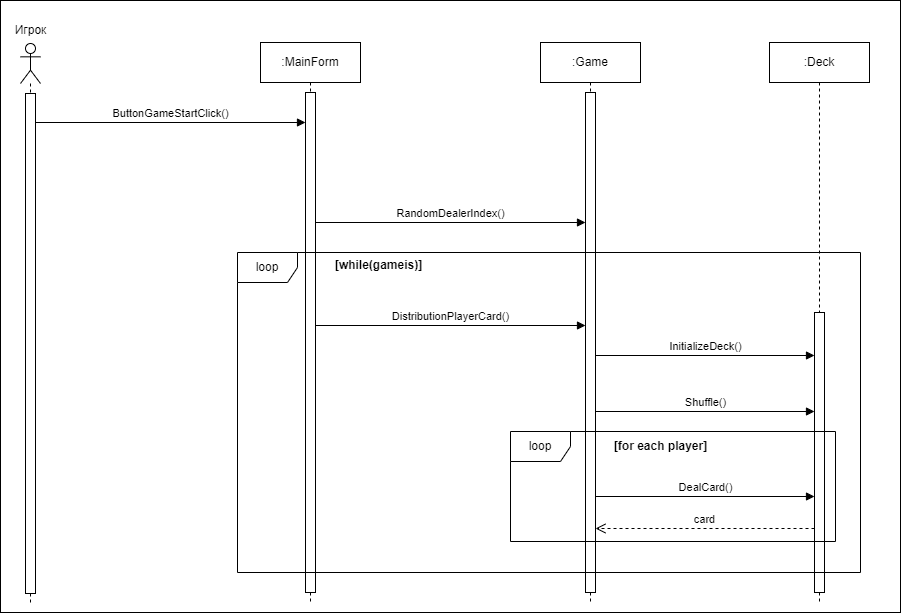 Игрок
:MainForm
:Game
:Deck
ButtonGameStartClick()
RandomDealerIndex()
loop
[while(gameis)]
DistributionPlayerCard()
InitializeDeck()
Shuffle()
loop
[for each player]
DealCard()
card